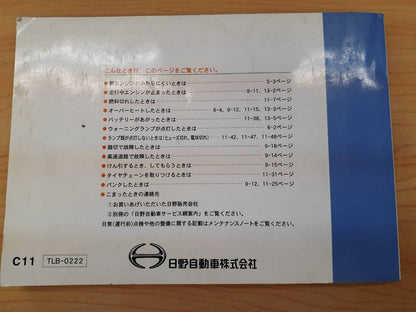 こんなときは、このページをご覧ください。
●新エンジンがかかりにくいときは 5-3ページ
●走行中エンジンが止まったときは 9-11, 13-2ページ
●燃料切れしたときは 11-7ページ
●オーバーヒートしたときは 6-4, 9-12, 11-15, 13-3ページ
●バッテリーがあがったときは 11-38, 13-5ページ
●ウォーニングランプが点灯したときは 6-2ページ
●ランプ類が点灯しないときは(ヒューズ切れ、電球切れ) 11-42, 11-47, 11-48ページ
●踏切で故障したときは 9-16ページ
●高速道路で故障したときは 9-14ページ
●けん引するとき、してもらうときは 9-15ページ
●タイヤチェーンを取りつけるときは 11-31ページ
●パンクしたときは 9-12, 11-25ページ
●こまったときの連絡先
①お買いあげいただいた日野販売会社
②別冊の「日野自動車サービス網案内」をご覧ください。
日常(運行前)点検や他の整備に関する記載はメンテナンスノートをご覧ください。
C11 TLB-0222
日野自動車株式会社